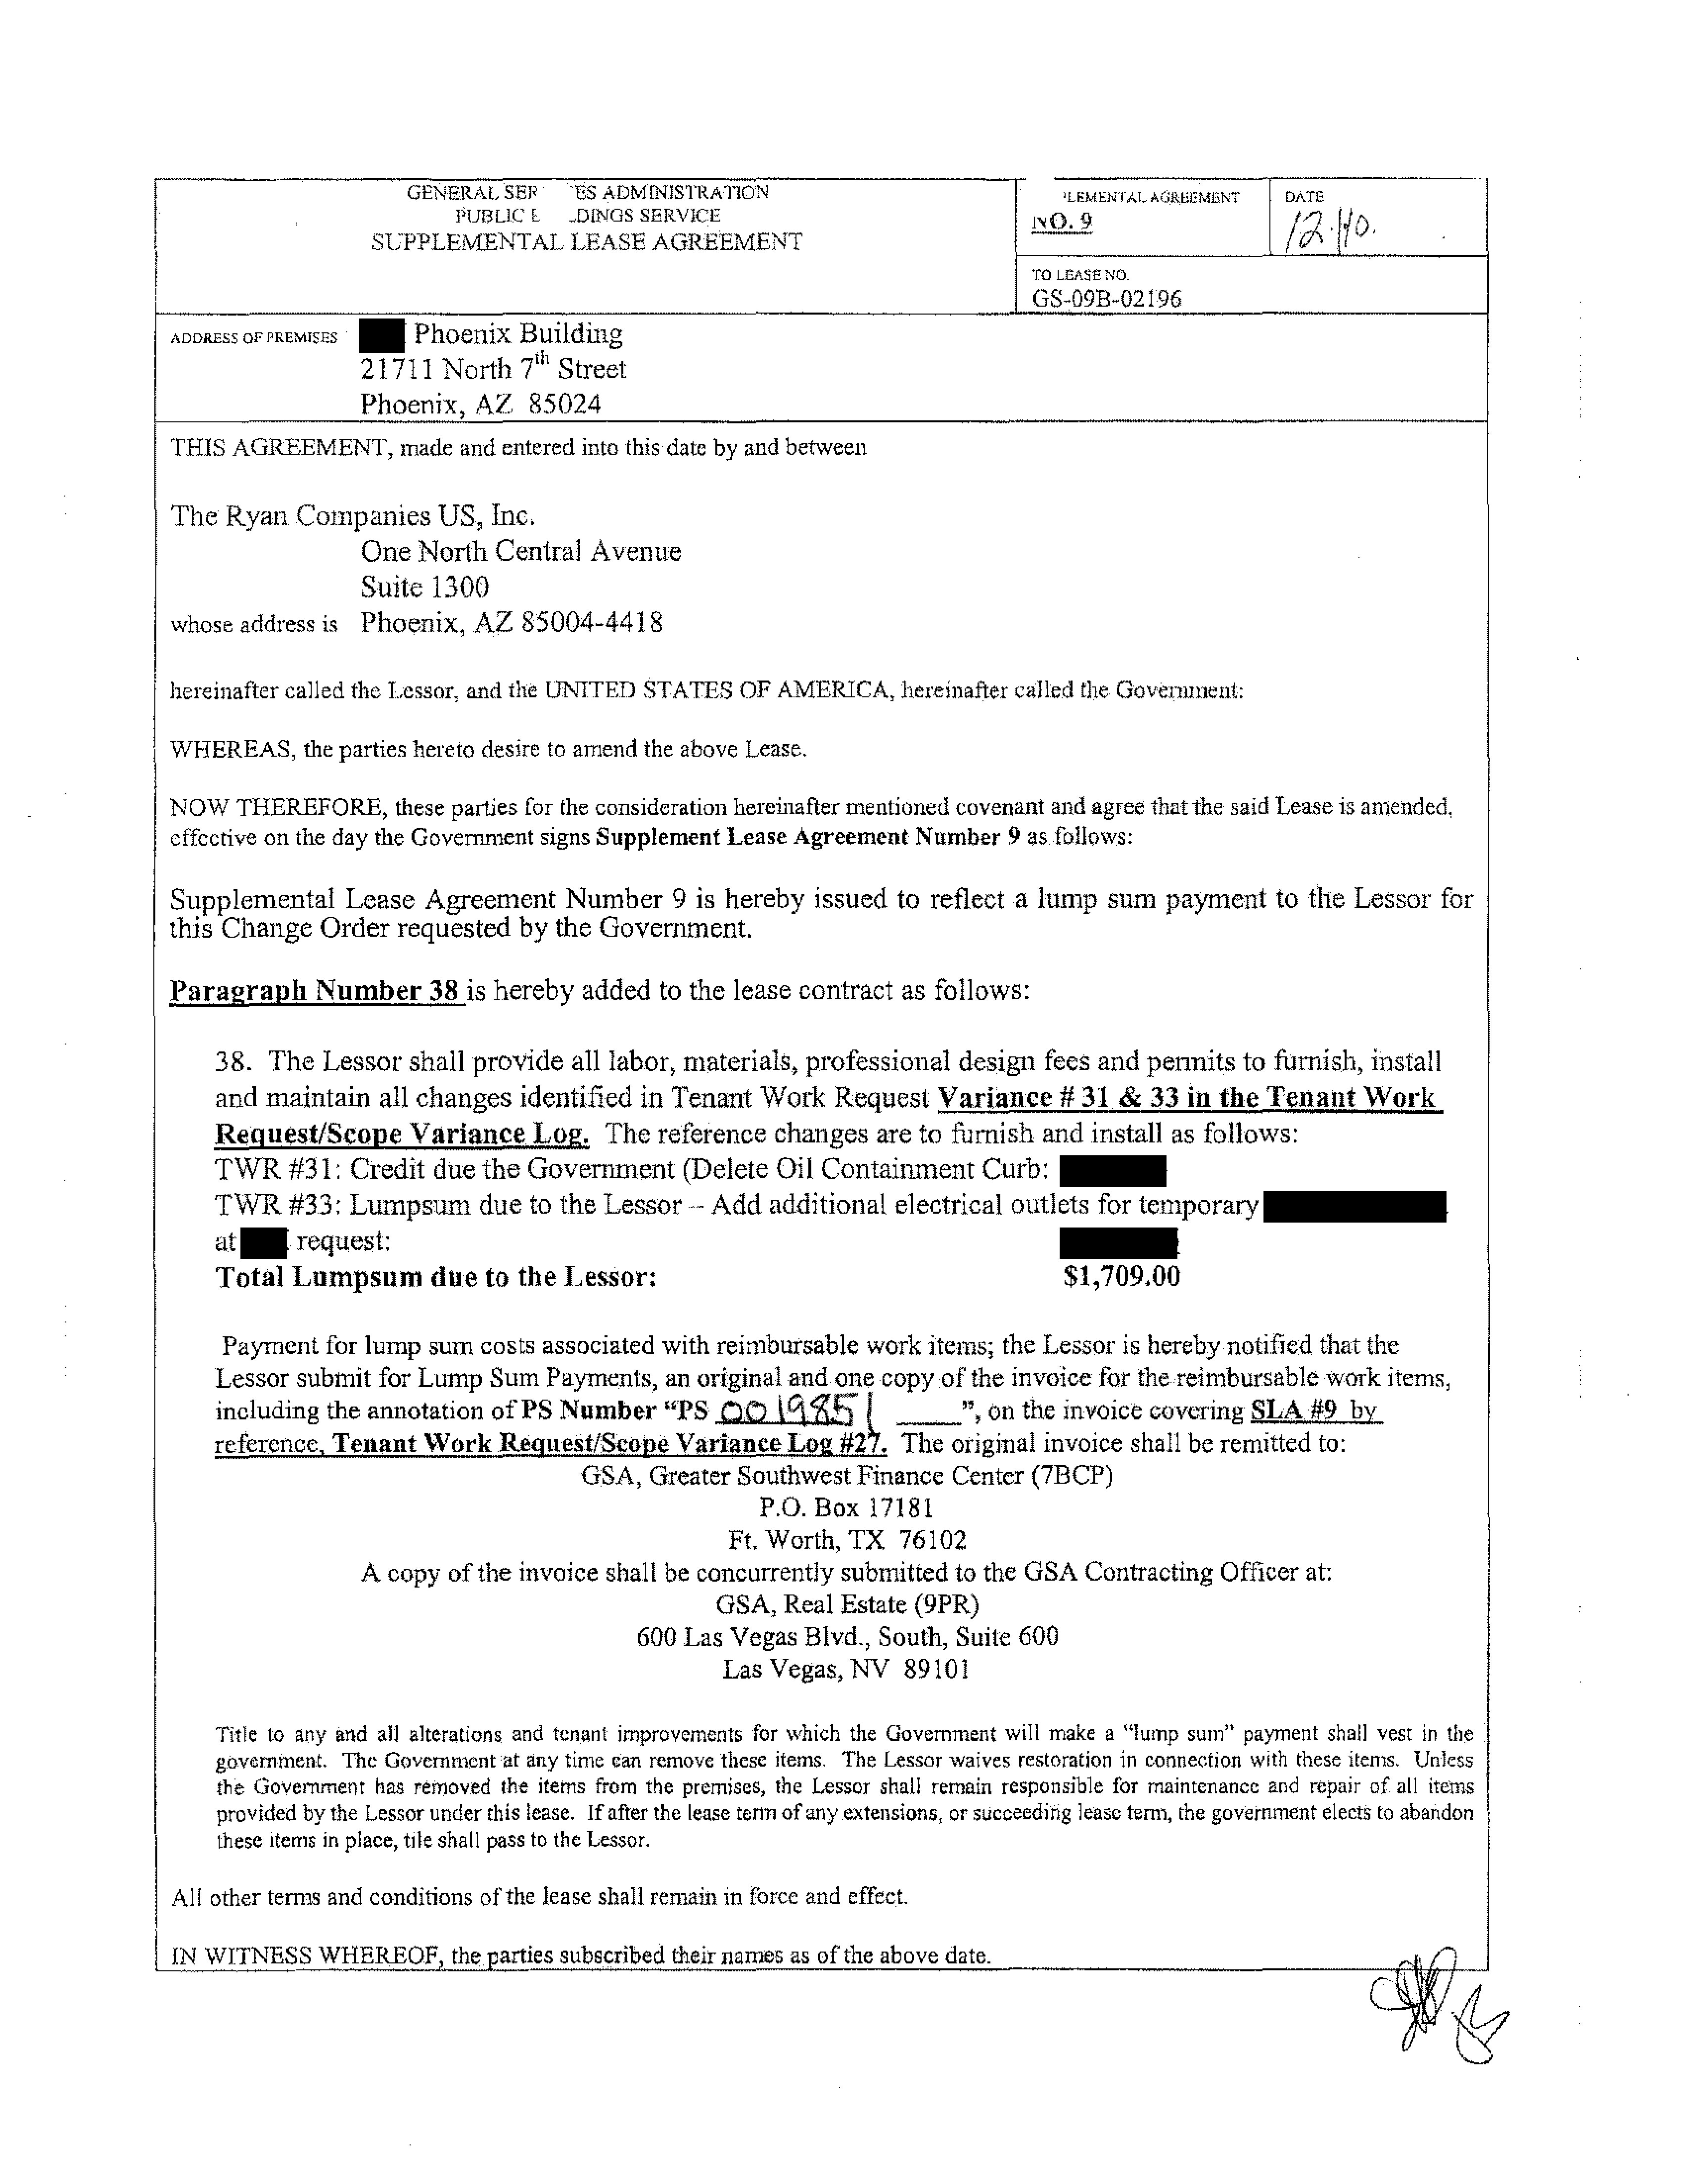 GENERAL SER ES ADMINISTRATION
PUBLIC DINGS SERVICE
SUPPLEMENTAL LEASE AGREEMENT
LEMENTAL AGREEMENT
NO. 9
DATE
TO LEASE NO.
GS-09B-02196
ADDRESS OF PREMISES
Phoenix Building
21711 North 7th Street
Phoenix, AZ 85024
THIS AGREEMENT, made and entered into this date by and between
The Ryan Companies US, Inc.
One North Central Avenue
Suite 1300
whose address is Phoenix, AZ 85004-4418
hereinafter called the Lessor, and the UNITED STATES OF AMERICA, hereinafter called the Government:
WHEREAS, the parties hereto desire to amend the above Lease.
NOW THEREFORE, these parties for the consideration hereinafter mentioned covenant and agree that the said Lease is amended,
effective on the day the Government signs Supplement Lease Agreement Number 9 as follows:
Supplemental Lease Agreement Number 9 is hereby issued to reflect a lump sum payment to the Lessor for
this Change Order requested by the Government.
Paragraph Number 38 is hereby added to the lease contract as follows:
38. The Lessor shall provide all labor, materials, professional design fees and permits to furnish, install
and maintain all changes identified in Tenant Work Request Variance # 31 & 33 in the Tenant Work
Request/Scope Variance Log. The reference changes are to furnish and install as follows:
TWR #31: Credit due the Government (Delete Oil Containment Curb:
TWR #33: Lumpsum due to the Lessor – Add additional electrical outlets for temporary
at request:
Total Lumpsum due to the Lessor: $1,709.00
Payment for lump sum costs associated with reimbursable work items; the Lessor is hereby notified that the
Lessor submit for Lump Sum Payments, an original and one copy of the invoice for the reimbursable work items,
including the annotation of PS Number “PS 0019851 ____”, on the invoice covering SLA #9 by
reference, Tenant Work Request/Scope Variance Log #27. The original invoice shall be remitted to:
GSA, Greater Southwest Finance Center (7BCP)
P.O. Box 17181
Ft. Worth, TX 76102
A copy of the invoice shall be concurrently submitted to the GSA Contracting Officer at:
GSA, Real Estate (9PR)
600 Las Vegas Blvd., South, Suite 600
Las Vegas, NV 89101
Title to any and all alterations and tenant improvements for which the Government will make a “lump sum” payment shall vest in the
government. The Government at any time can remove these items. The Lessor waives restoration in connection with these items. Unless
the Government has removed the items from the premises, the Lessor shall remain responsible for maintenance and repair of all items
provided by the Lessor under this lease. If after the lease term of any extensions, or succeeding lease term, the government elects to abandon
these items in place, tile shall pass to the Lessor.
All other terms and conditions of the lease shall remain in force and effect.
IN WITNESS WHEREOF, the parties subscribed their names as of the above date.